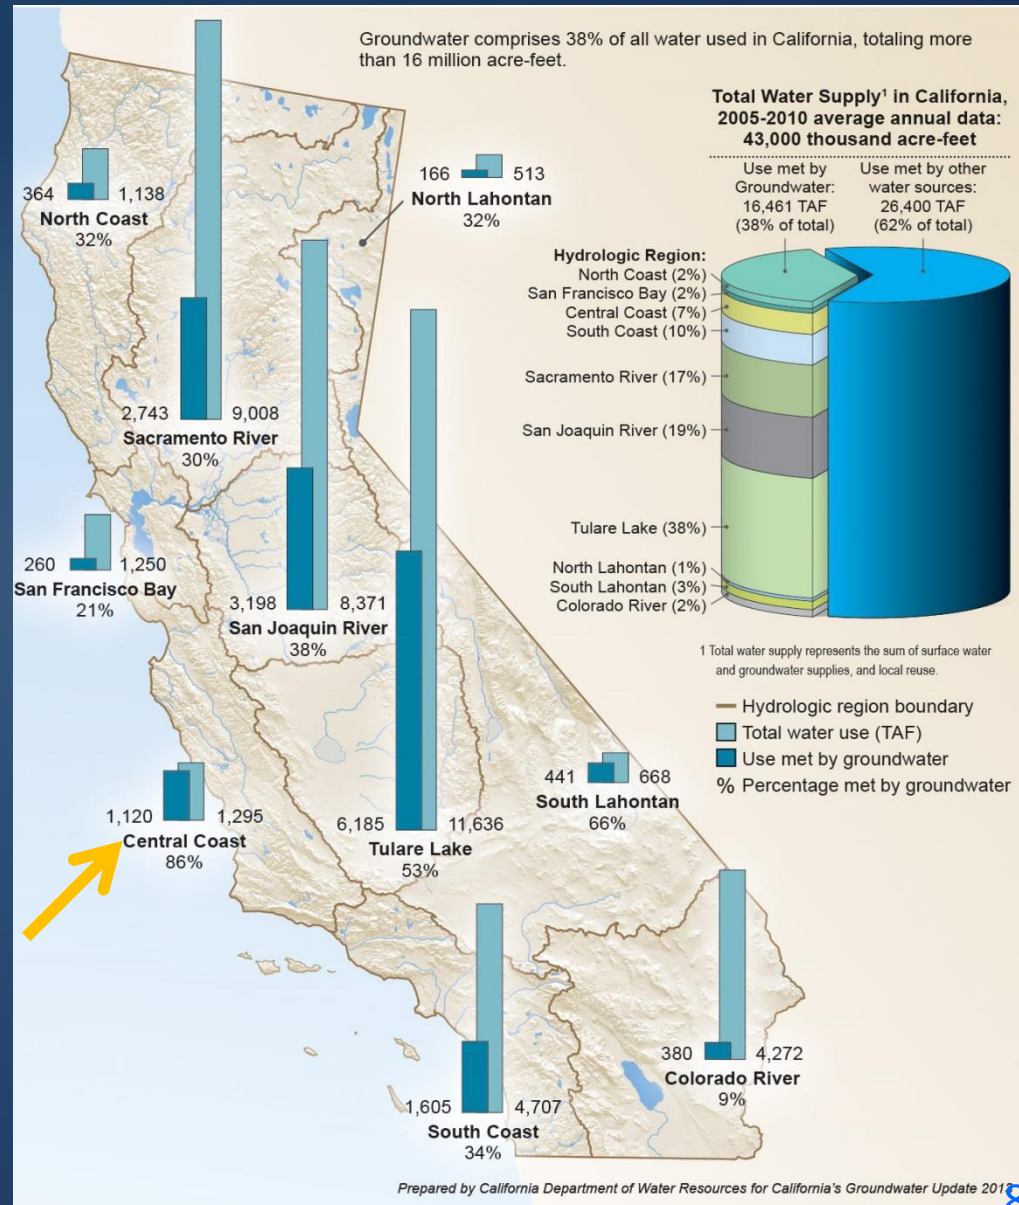 Groundwater comprises 38% of all water used in California, totaling more
than 16 million acre-feet.
Total Water Supply¹ in California,
2005-2010 average annual data:
43,000 thousand acre-feet
Use met by
Groundwater:
16,461 TAF
(38% of total)
Use met by other
water sources:
26,400 TAF
(62% of total)
Hydrologic Region:
North Coast (2%)
San Francisco Bay (2%)
Central Coast (7%)
South Coast (10%)
Sacramento River (17%)
San Joaquin River (19%)
Tulare Lake (38%)
North Lahontan (1%)
South Lahontan (3%)
Colorado River (2%)
1 Total water supply represents the sum of surface water
and groundwater supplies, and local reuse.
Hydrologic region boundary
Total water use (TAF)
Use met by groundwater
% Percentage met by groundwater
364 1,138
North Coast
32%
166 513
North Lahontan
32%
2,743 9,008
Sacramento River
30%
260 1,250
San Francisco Bay
21%
3,198 8,371
San Joaquin River
38%
1,120 1,295
Central Coast
86%
6,185 11,636
Tulare Lake
53%
441 668
South Lahontan
66%
380 4,272
Colorado River
9%
1,605 4,707
South Coast
34%
Prepared by California Department of Water Resources for California's Groundwater Update 2013
8